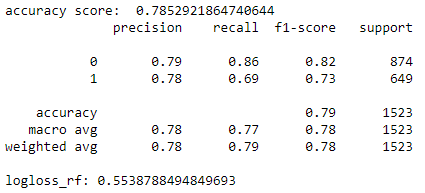 accuracy score:  0.7852921864740644
              precision    recall  f1-score   support

           0       0.79      0.86      0.82       874
           1       0.78      0.69      0.73       649

    accuracy                           0.79      1523
   macro avg       0.78      0.77      0.78      1523
weighted avg       0.78      0.79      0.78      1523

logloss_rf: 0.5538788494849693